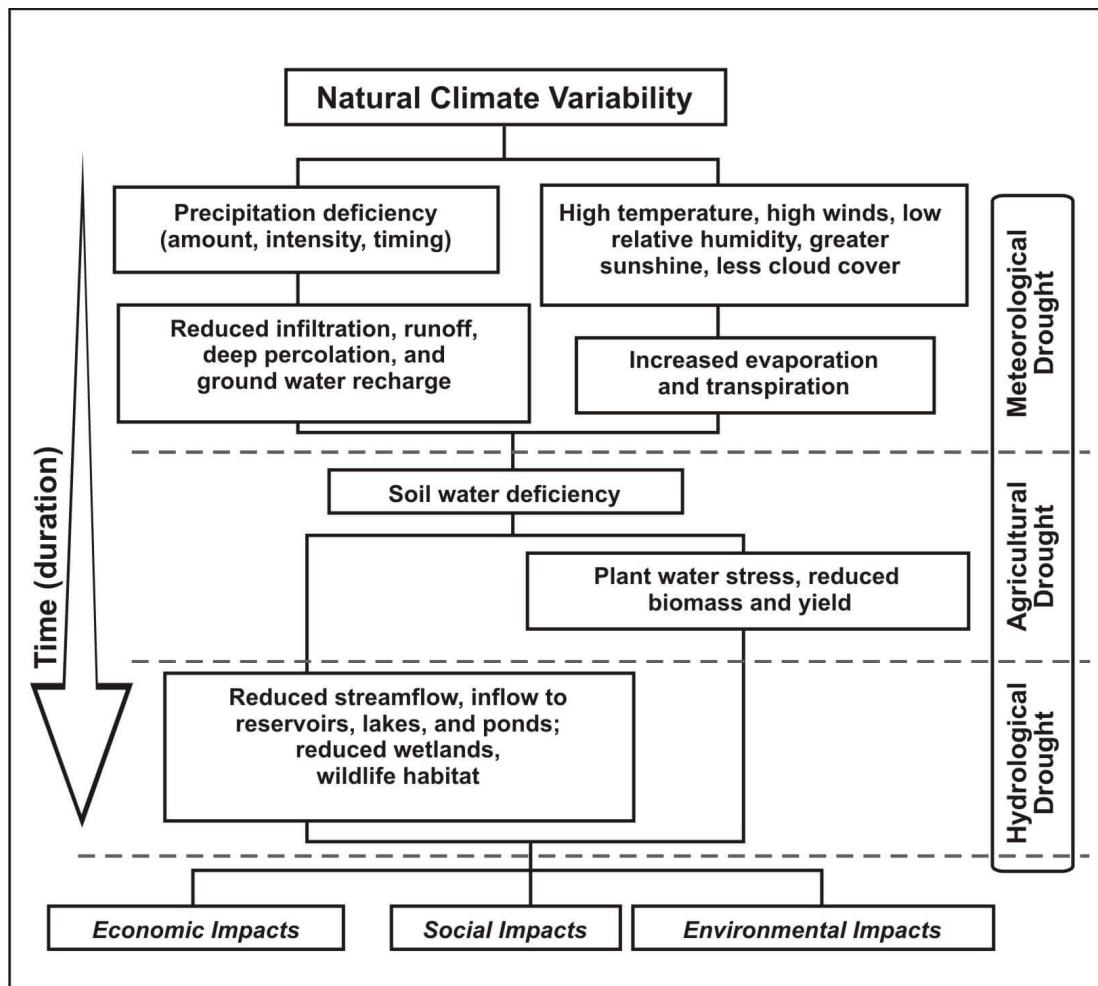 Natural Climate Variability
Precipitation deficiency
(amount, intensity, timing)
High temperature, high winds, low
relative humidity, greater
sunshine, less cloud cover
Reduced infiltration, runoff,
deep percolation, and
ground water recharge
Increased evaporation
and transpiration
Soil water deficiency
Plant water stress, reduced
biomass and yield
Reduced streamflow, inflow to
reservoirs, lakes, and ponds;
reduced wetlands,
wildlife habitat
Economic Impacts
Social Impacts
Environmental Impacts
Time (duration)
Meteorological
Drought
Agricultural
Drought
Hydrological
Drought